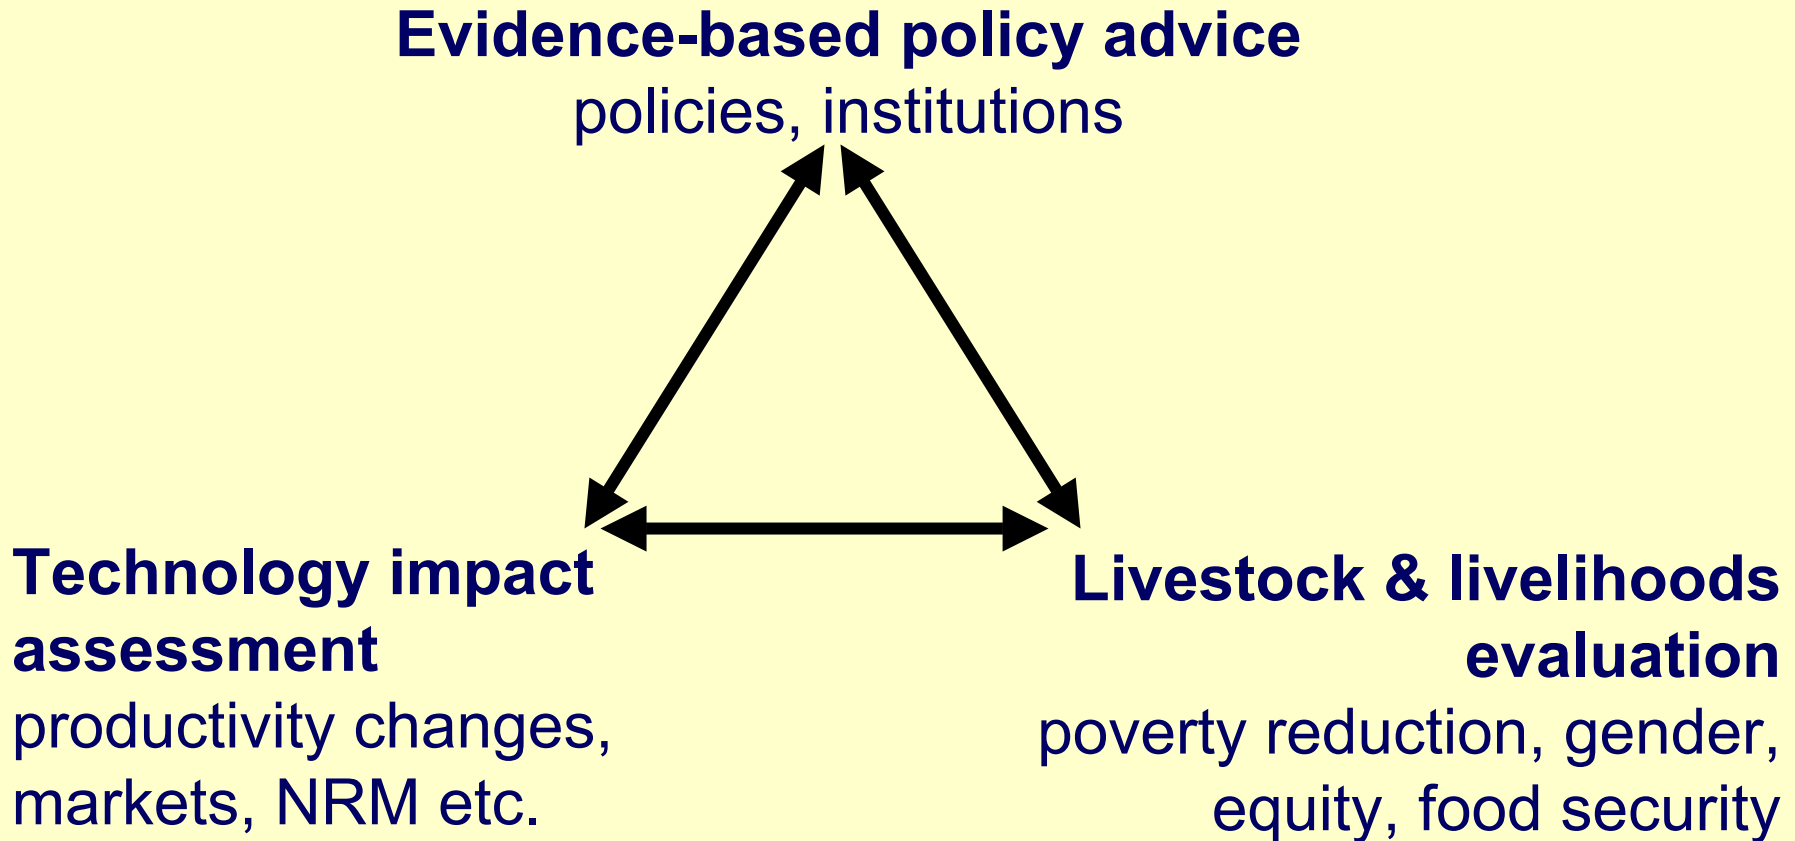 Evidence-based policy advice
policies, institutions
Technology impact
assessment
productivity changes,
markets, NRM etc.
Livestock & livelihoods
evaluation
poverty reduction, gender,
equity, food security